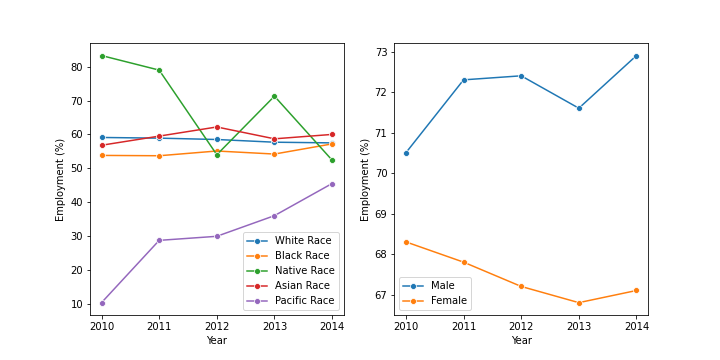 Employment (%)
80
70
60
50
40
30
20
10
2010 2011 2012 2013 2014
Year
White Race
Black Race
Native Race
Asian Race
Pacific Race
Employment (%)
73
72
71
70
69
68
67
2010 2011 2012 2013 2014
Year
Male
Female